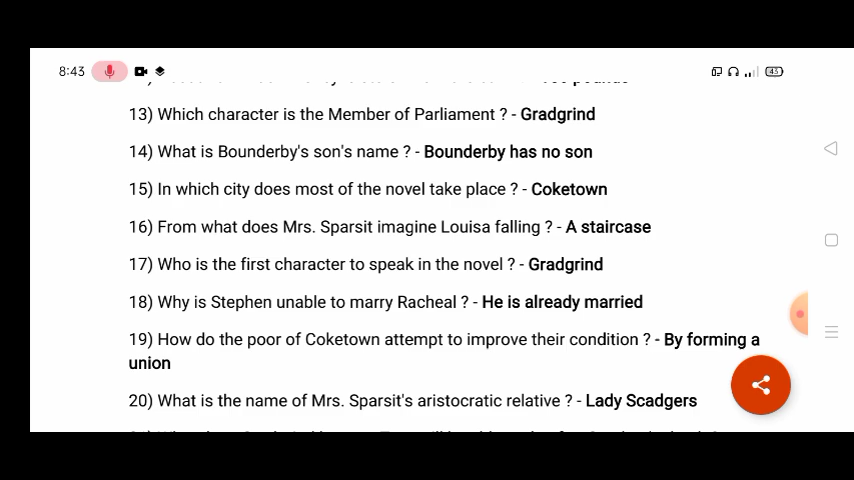 8:43
43
13) Which character is the Member of Parliament ? - Gradgrind
14) What is Bounderby's son's name ? - Bounderby has no son
15) In which city does most of the novel take place ? - Coketown
16) From what does Mrs. Sparsit imagine Louisa falling ? - A staircase
17) Who is the first character to speak in the novel ? - Gradgrind
18) Why is Stephen unable to marry Racheal ? - He is already married
19) How do the poor of Coketown attempt to improve their condition ? - By forming a
union
20) What is the name of Mrs. Sparsit's aristocratic relative ? - Lady Scadgers